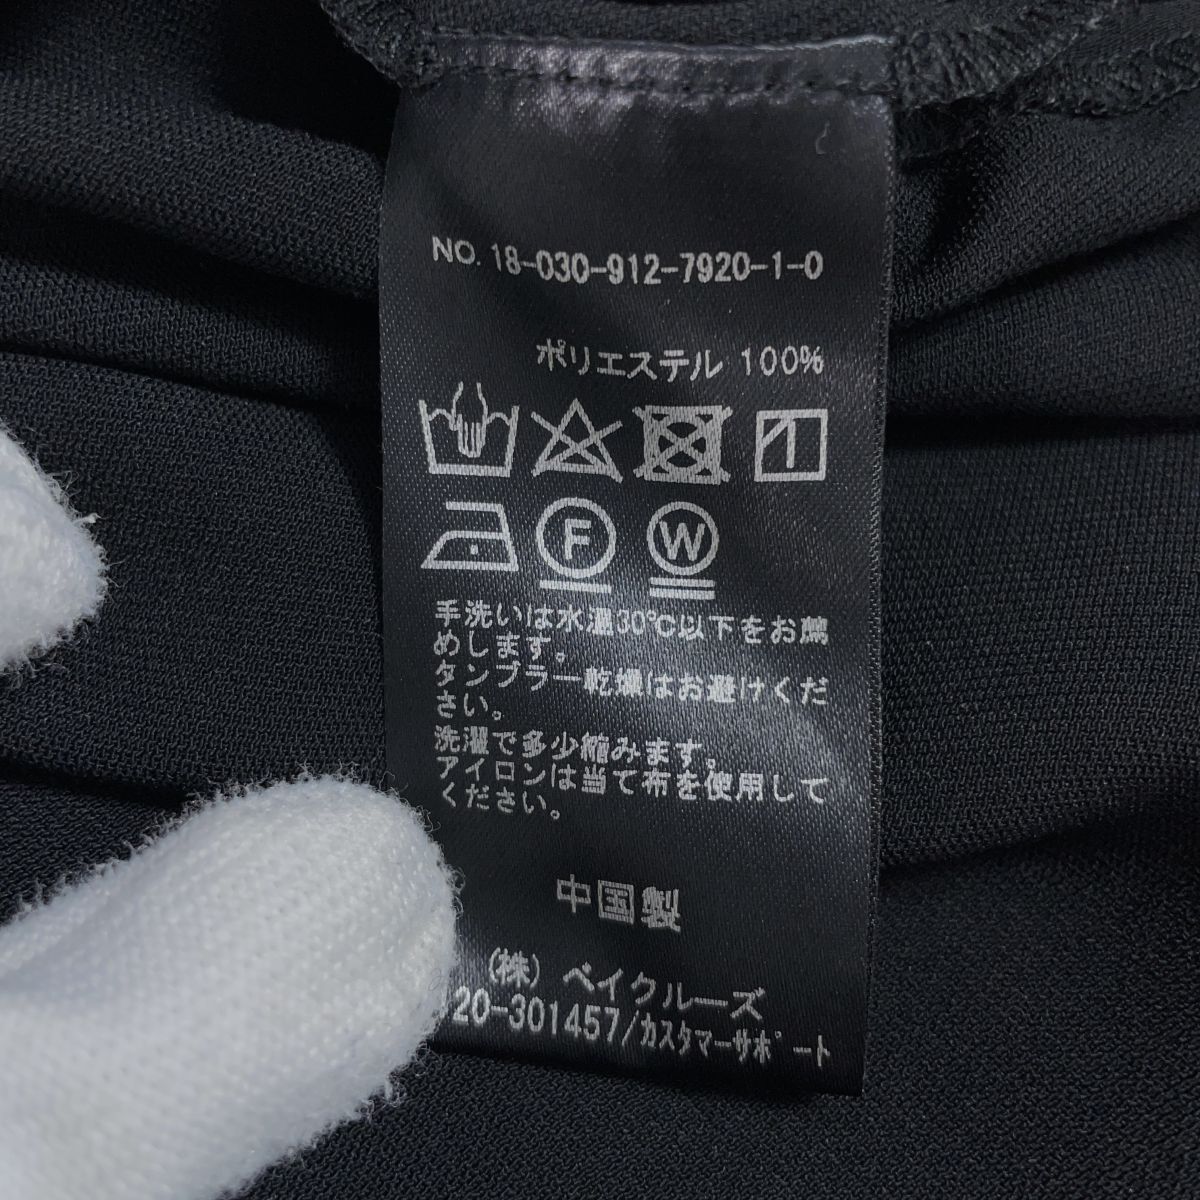 NO. 18-030-912-7920-1-0
ポリエステル 100%
F W
手洗いは水温30℃以下をお薦
めします。
タンブラー乾燥はお避けくだ
さい。
洗濯で多少縮みます。
アイロンは当て布を使用して
ください。
中国製
(株) ベイクルーズ
20-301457/カスタマーサポート